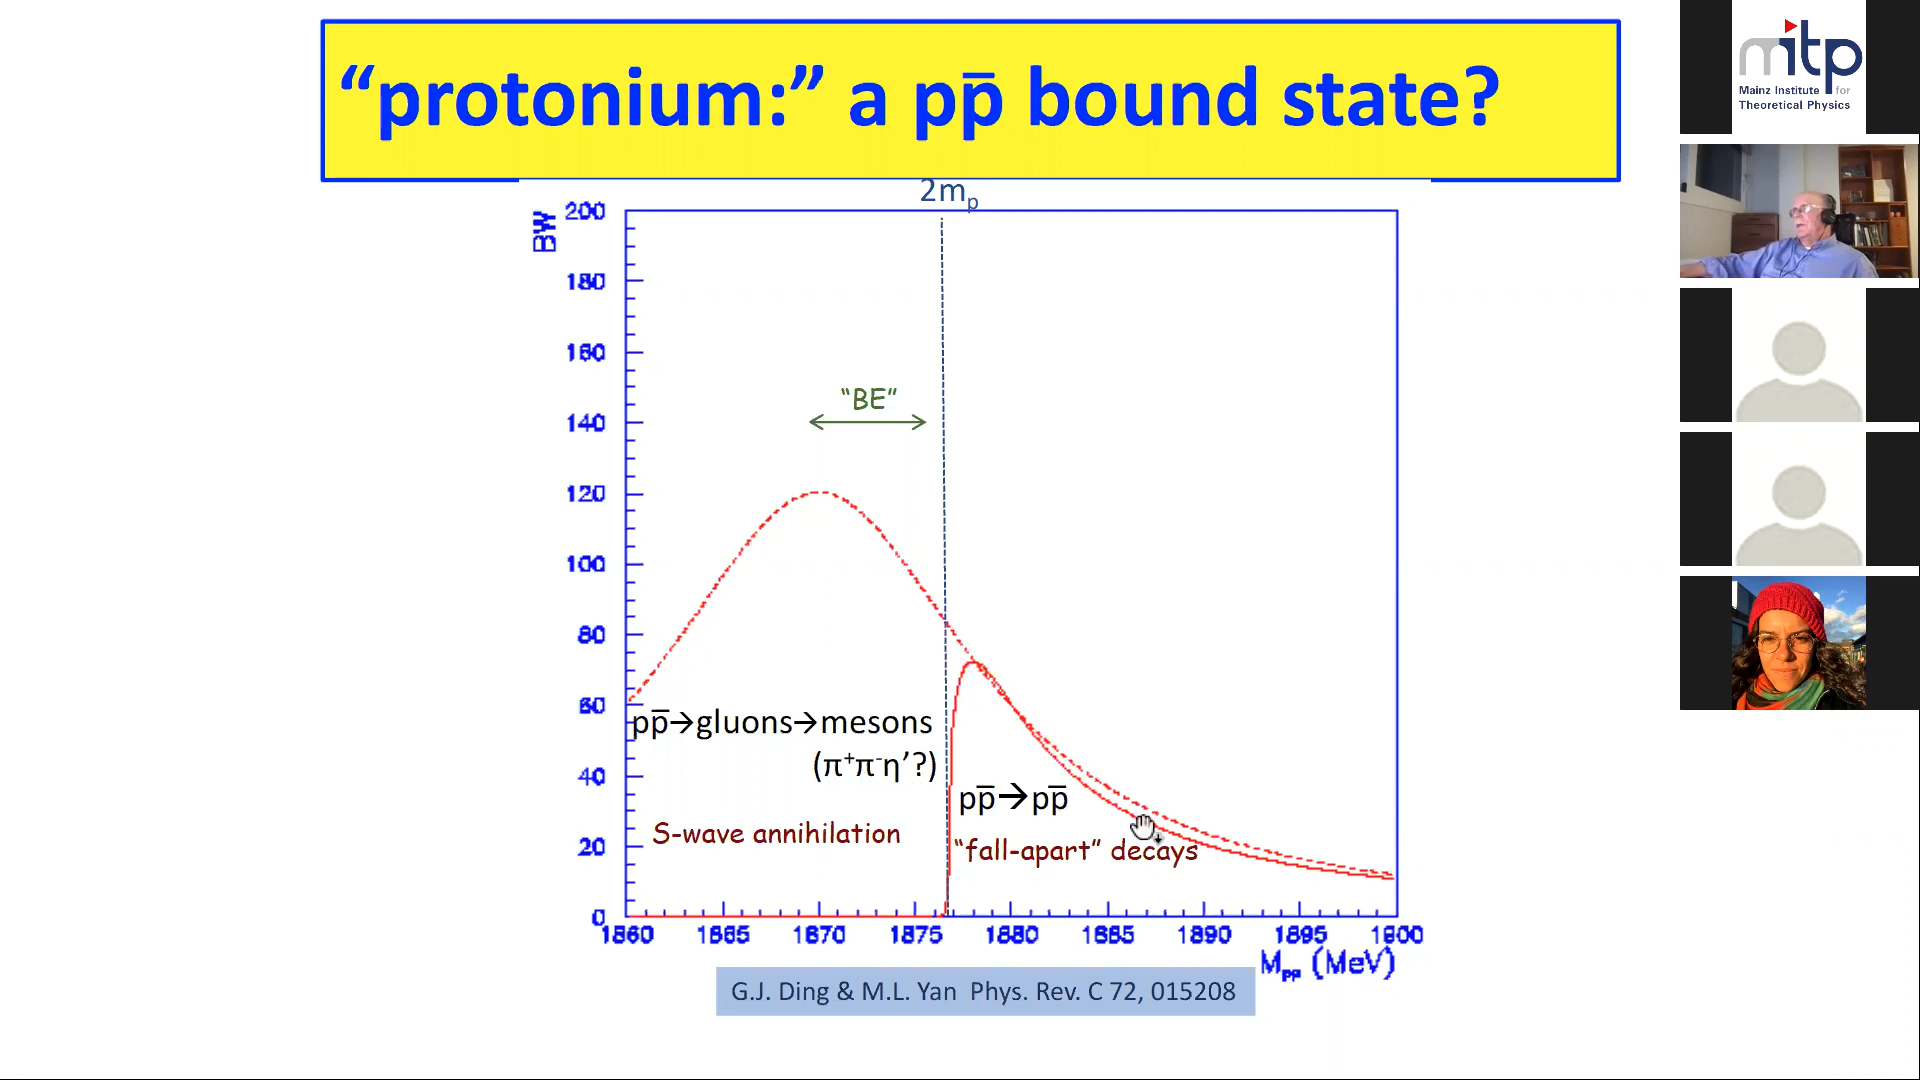 “protonium:” a pp̅ bound state?
2mₚ
BW
200
180
160
140
120
100
80
60
40
20
0
“BE”
pp̅→gluons→mesons
(π⁺π⁻η’?)
S-wave annihilation
pp̅→pp̅
“fall-apart” decays
1860 1865 1870 1875 1880 1885 1890 1895 1900
Mₚₚ (MeV)
G.J. Ding & M.L. Yan Phys. Rev. C 72, 015208
mitp
Mainz Institute for
Theoretical Physics